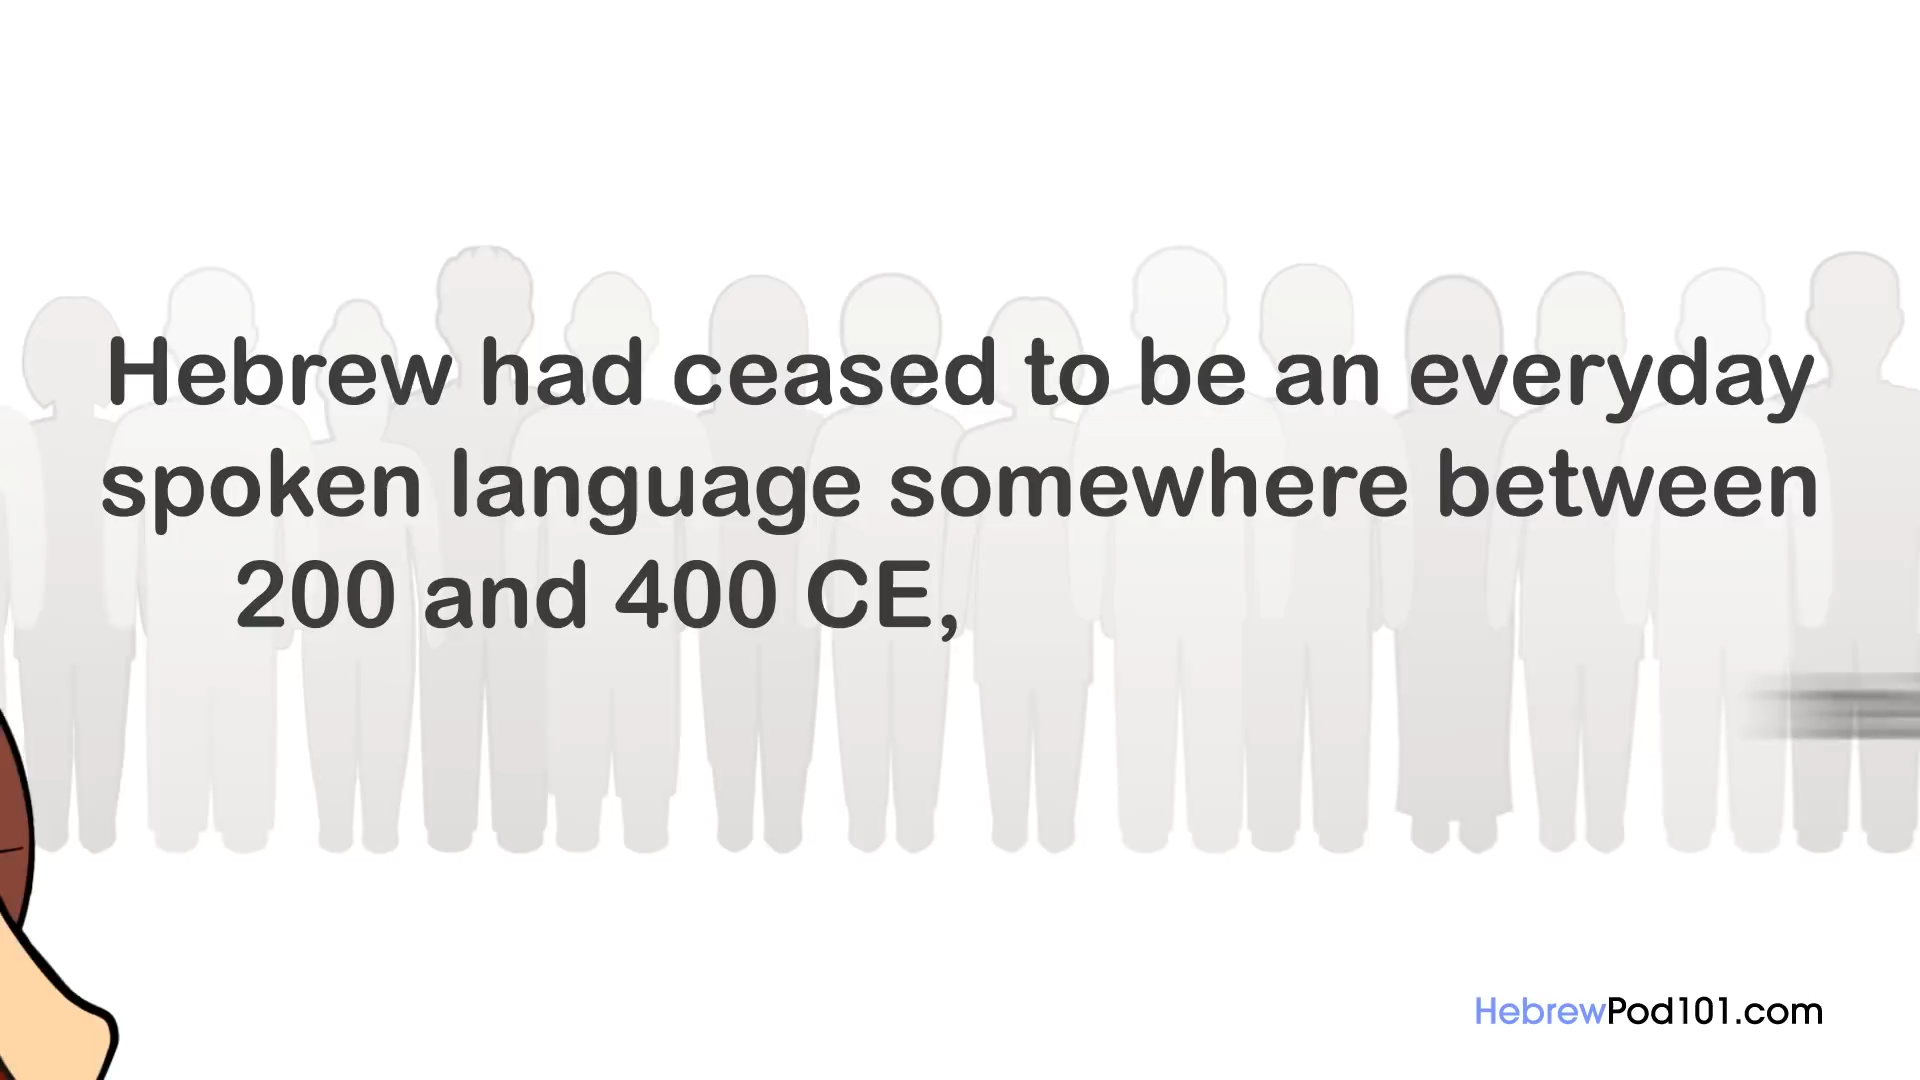 Hebrew had ceased to be an everyday
spoken language somewhere between
200 and 400 CE,
HebrewPod101.com